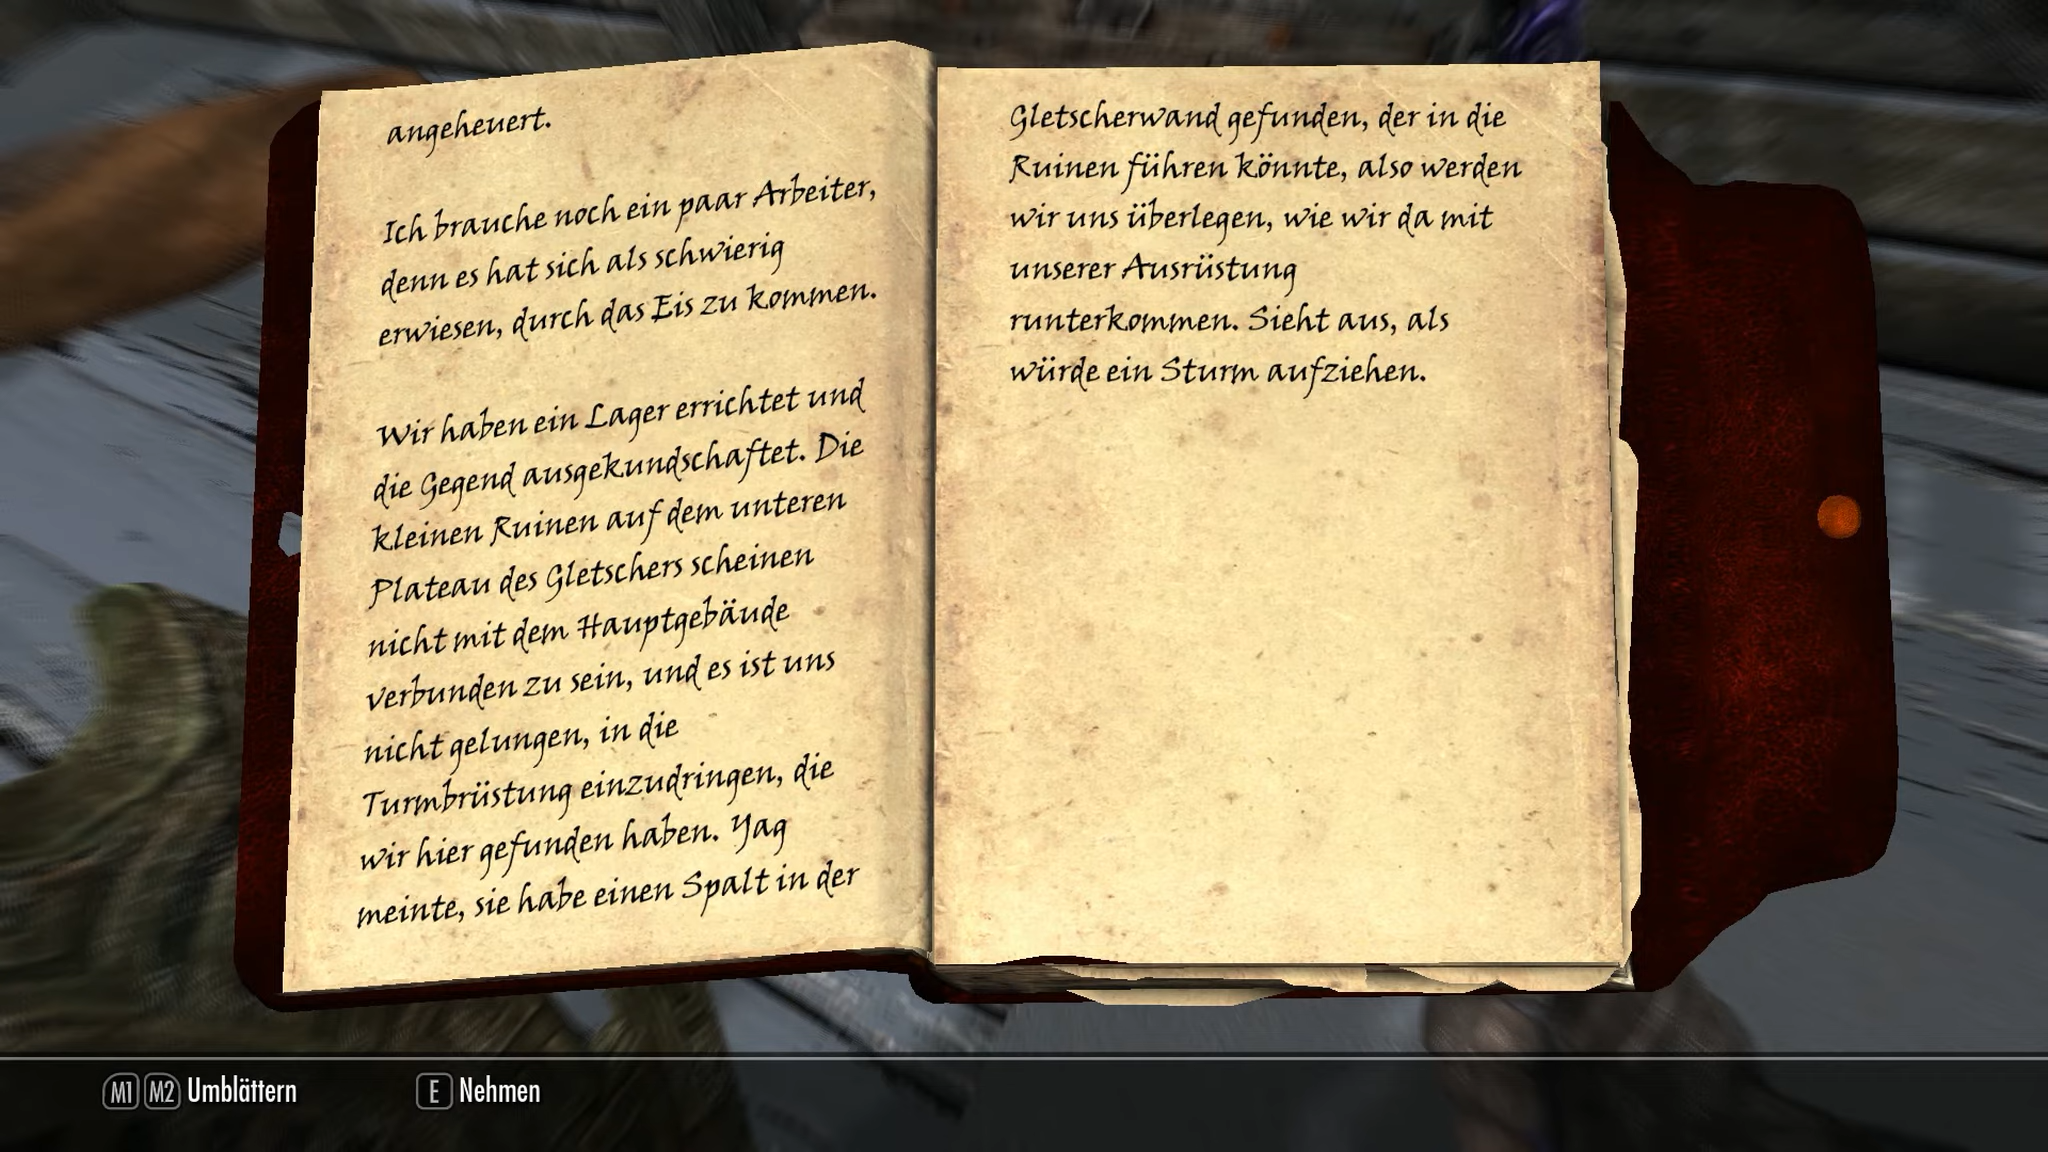 angeheuert.
Ich brauche noch ein paar Arbeiter,
denn es hat sich als schwierig
erwiesen, durch das Eis zu kommen.
Wir haben ein Lager errichtet und
die Gegend ausgekundschaftet. Die
kleinen Ruinen auf dem unteren
Plateau des Gletschers scheinen
nicht mit dem Hauptgebäude
verbunden zu sein, und es ist uns
nicht gelungen, in die
Turmbrüstung einzudringen, die
wir hier gefunden haben. Yag
meinte, sie habe einen Spalt in der
Gletscherwand gefunden, der in die
Ruinen führen könnte, also werden
wir uns überlegen, wie wir da mit
unserer Ausrüstung
runterkommen. Sieht aus, als
würde ein Sturm aufziehen.
M1 M2 Umblättern E Nehmen